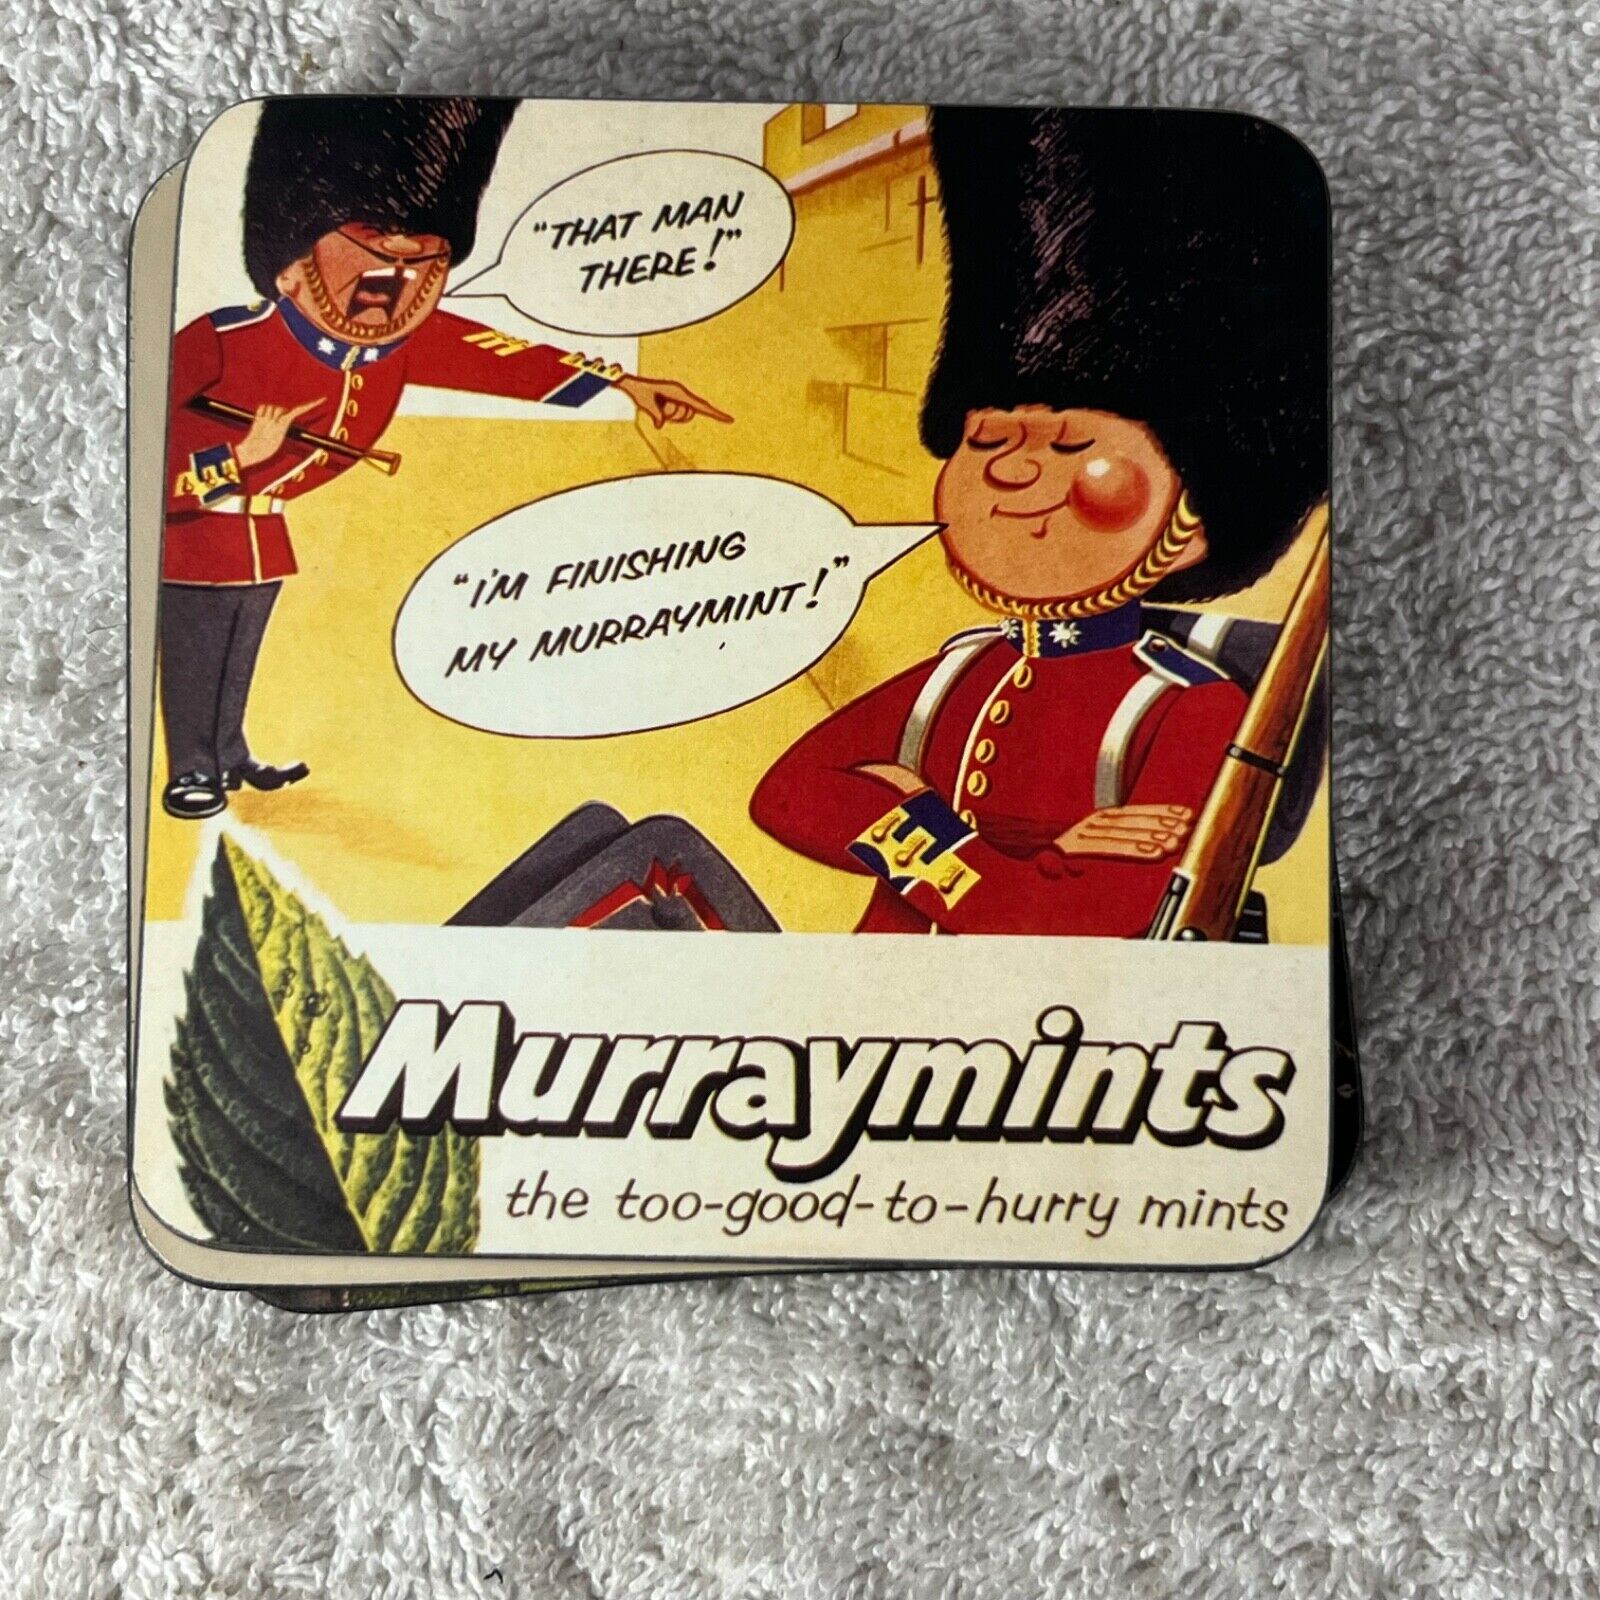 "THAT MAN
THERE!"
"I'M FINISHING
MY MURRAYMINT!"
Murraymints
the too-good-to-hurry mints